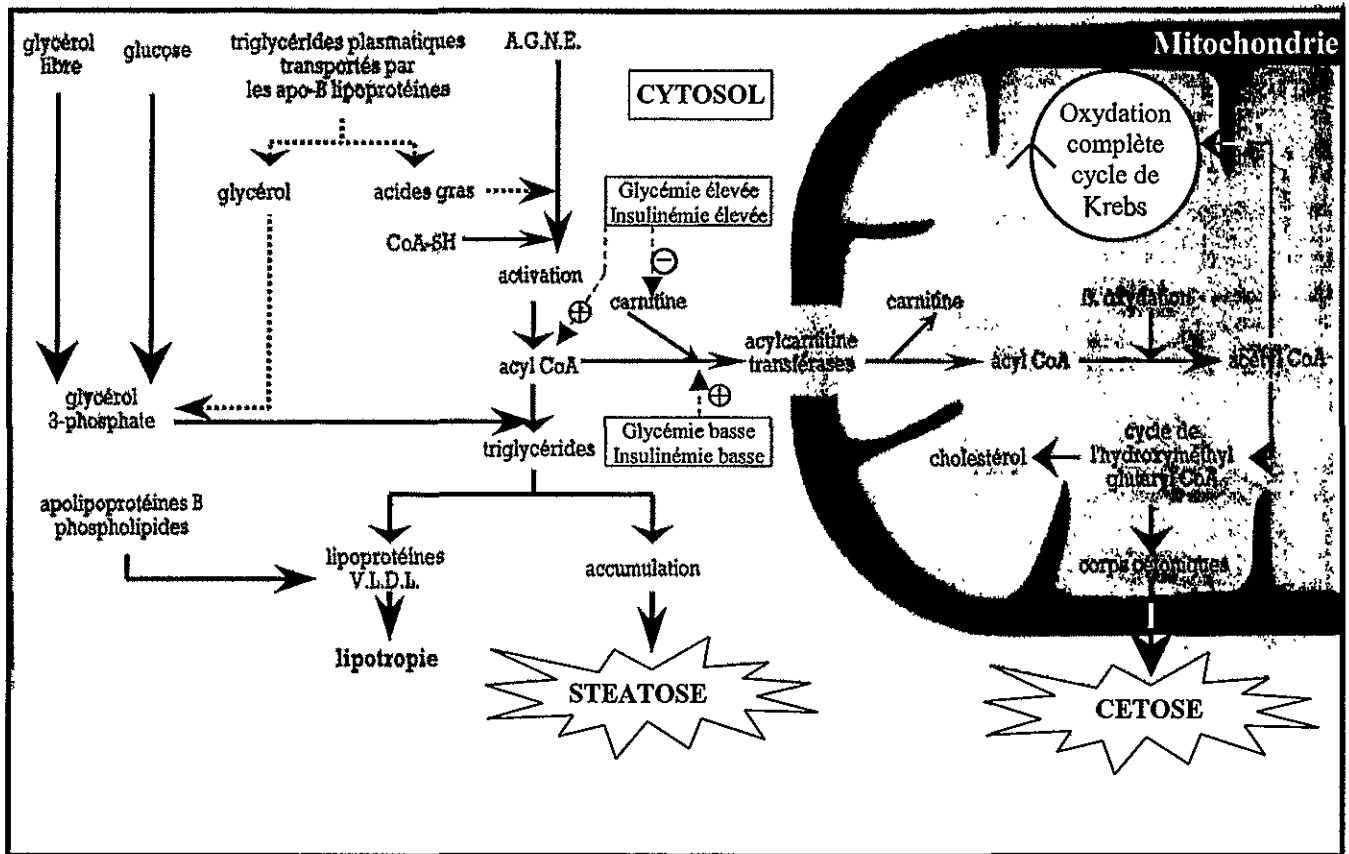 glycérol
libre
glucose
triglycérides plasmatiques
transportés par
les apo-B lipoprotéines
A.G.N.E.
CYTOSOL
Mitochondrie
Oxydation
complète
cycle de
Krebs
glycérol
acides gras
Glycémie élevée
Insulinémie élevée
CoA-SH
activation
carnitine
carnitine
ß. oxydation
acyl CoA
acylcarnitine
transférases
acyl CoA
acétyl CoA
glycérol
3-phosphate
triglycérides
Glycémie basse
Insulinémie basse
cholestérol
cycle de
l'hydroxyméthyl
glutaryl CoA
apolipoprotéines B
phospholipides
lipoprotéines
V.L.D.L.
accumulation
corps cétoniques
lipotropie
STEATOSE
CETOSE